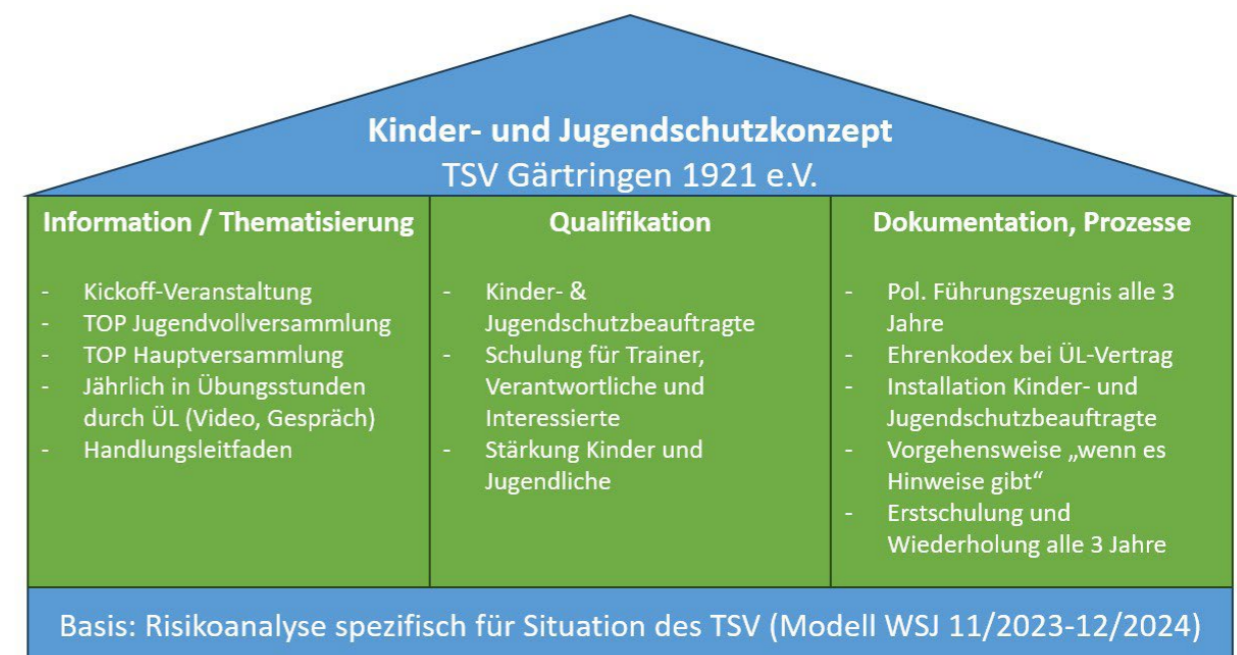 Kinder- und Jugendschutzkonzept
TSV Gärtringen 1921 e.V.
Information / Thematisierung
- Kickoff-Veranstaltung
- TOP Jugendvollversammlung
- TOP Hauptversammlung
- Jährlich in Übungsstunden
durch ÜL (Video, Gespräch)
- Handlungsleitfaden
Qualifikation
- Kinder- &
Jugendschutzbeauftragte
- Schulung für Trainer,
Verantwortliche und
Interessierte
- Stärkung Kinder und
Jugendliche
Dokumentation, Prozesse
- Pol. Führungszeugnis alle 3
Jahre
- Ehrenkodex bei ÜL-Vertrag
- Installation Kinder- und
Jugendschutzbeauftragte
- Vorgehensweise „wenn es
Hinweise gibt“
- Erstschulung und
Wiederholung alle 3 Jahre
Basis: Risikoanalyse spezifisch für Situation des TSV (Modell WSJ 11/2023-12/2024)